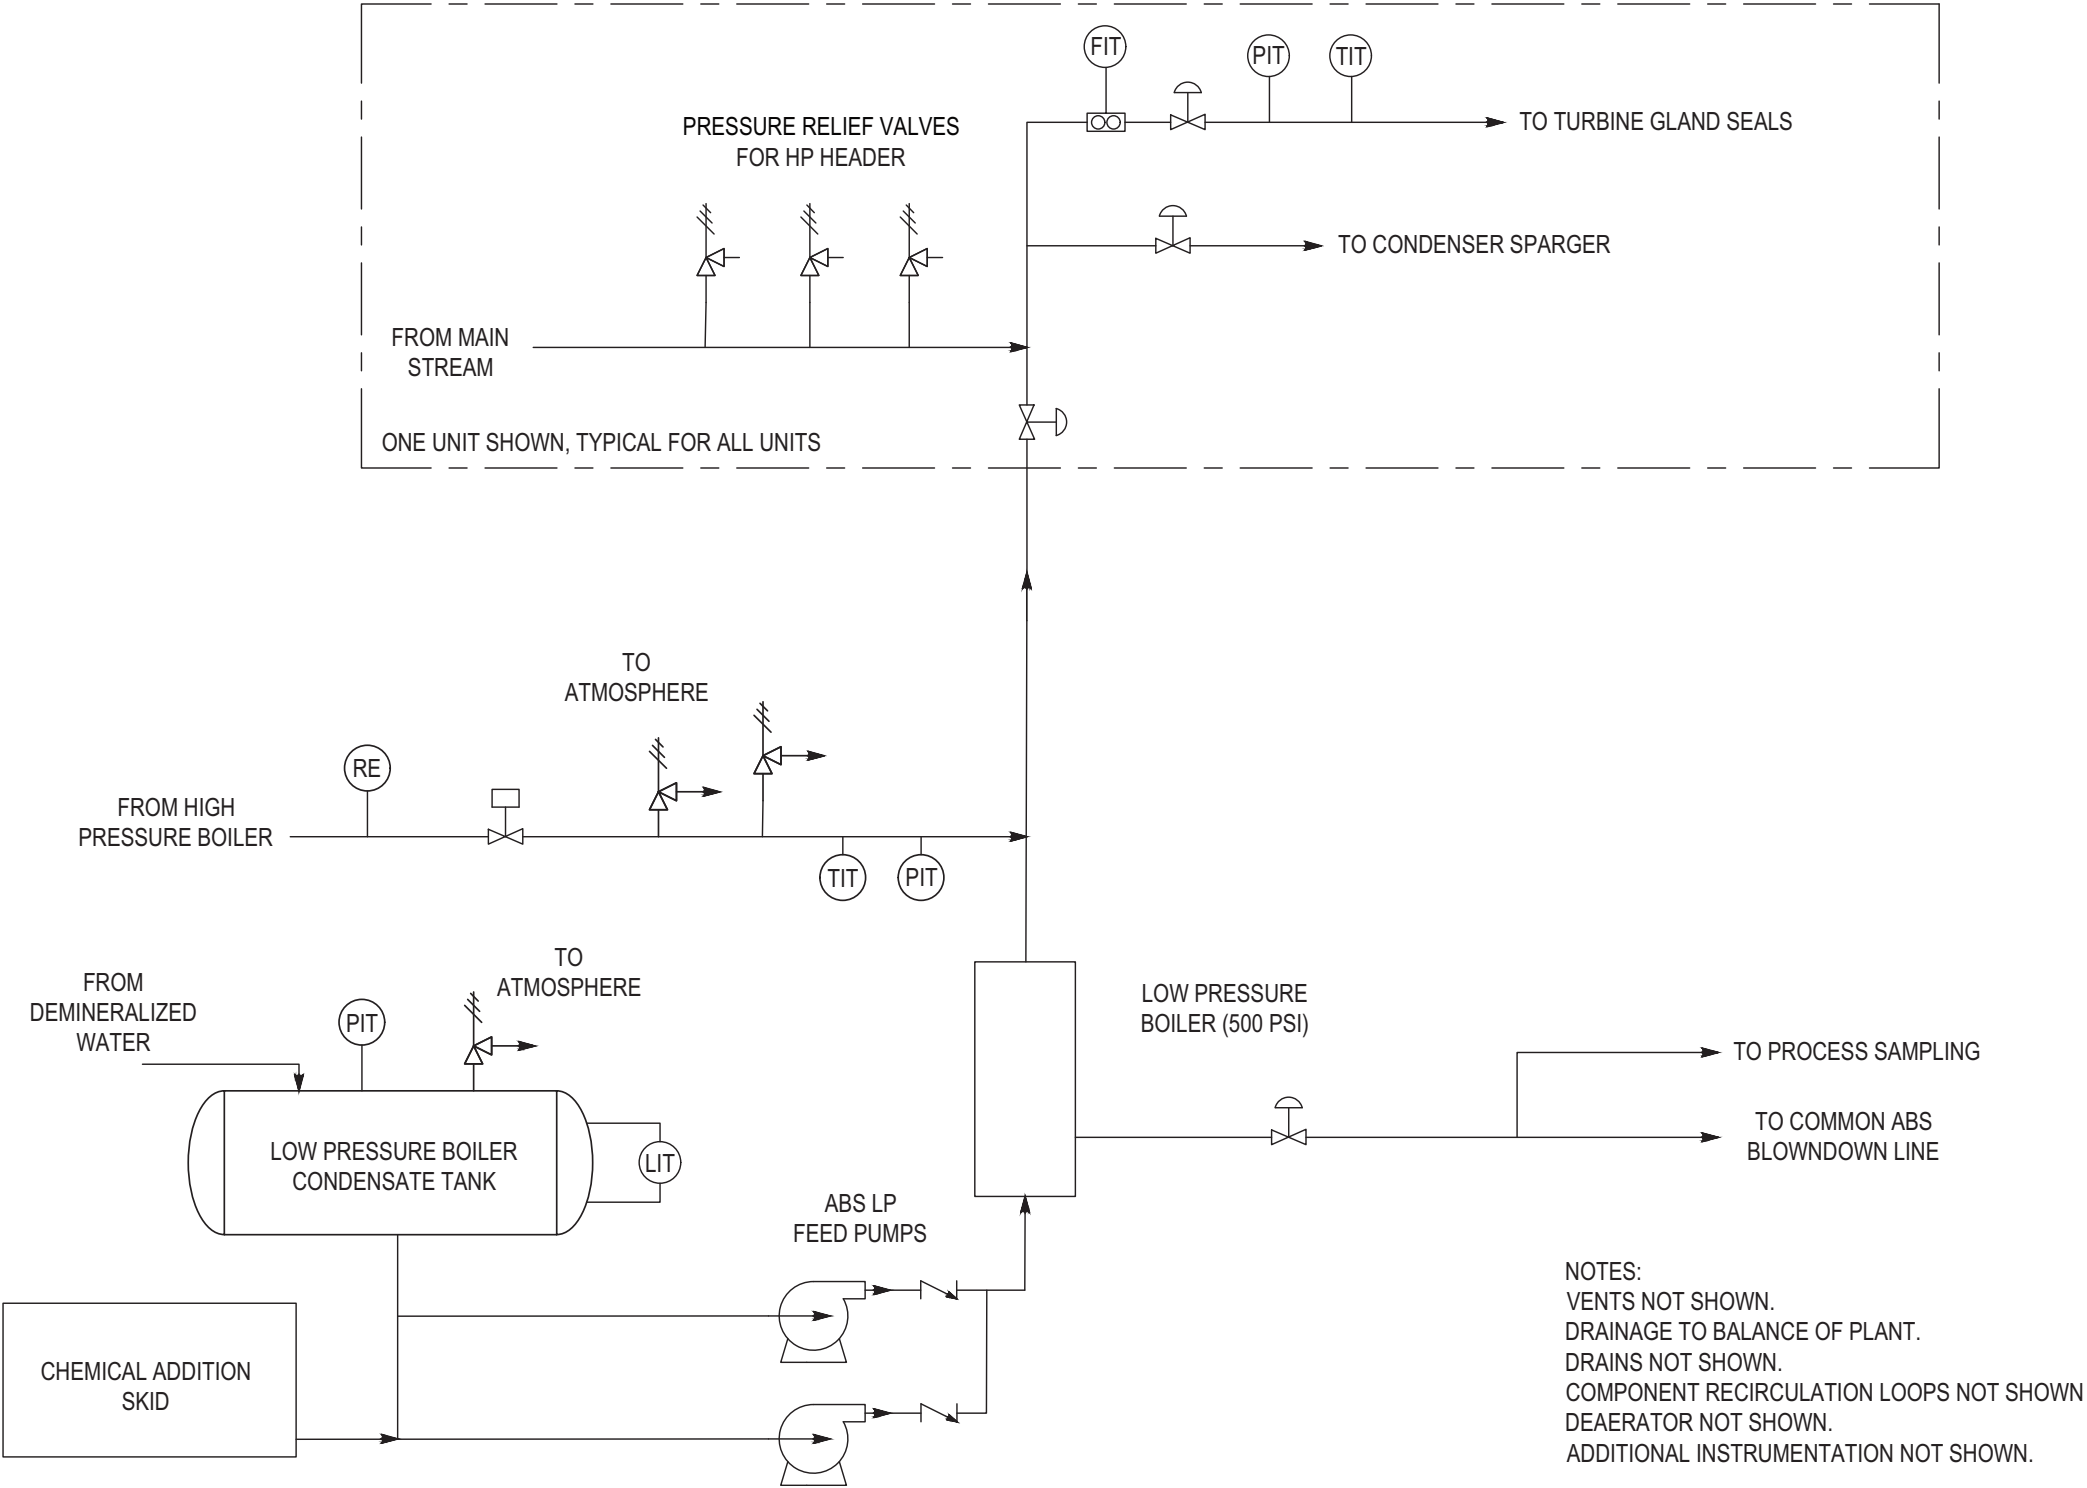 FIT
PIT
TIT
TO TURBINE GLAND SEALS
PRESSURE RELIEF VALVES
FOR HP HEADER
TO CONDENSER SPARGER
FROM MAIN
STREAM
ONE UNIT SHOWN, TYPICAL FOR ALL UNITS
TO
ATMOSPHERE
RE
FROM HIGH
PRESSURE BOILER
TIT
PIT
TO
ATMOSPHERE
FROM
DEMINERALIZED
WATER
PIT
LOW PRESSURE BOILER
CONDENSATE TANK
LIT
LOW PRESSURE
BOILER (500 PSI)
TO PROCESS SAMPLING
TO COMMON ABS
BLOWNDOWN LINE
ABS LP
FEED PUMPS
CHEMICAL ADDITION
SKID
NOTES:
VENTS NOT SHOWN.
DRAINAGE TO BALANCE OF PLANT.
DRAINS NOT SHOWN.
COMPONENT RECIRCULATION LOOPS NOT SHOWN
DEAERATOR NOT SHOWN.
ADDITIONAL INSTRUMENTATION NOT SHOWN.